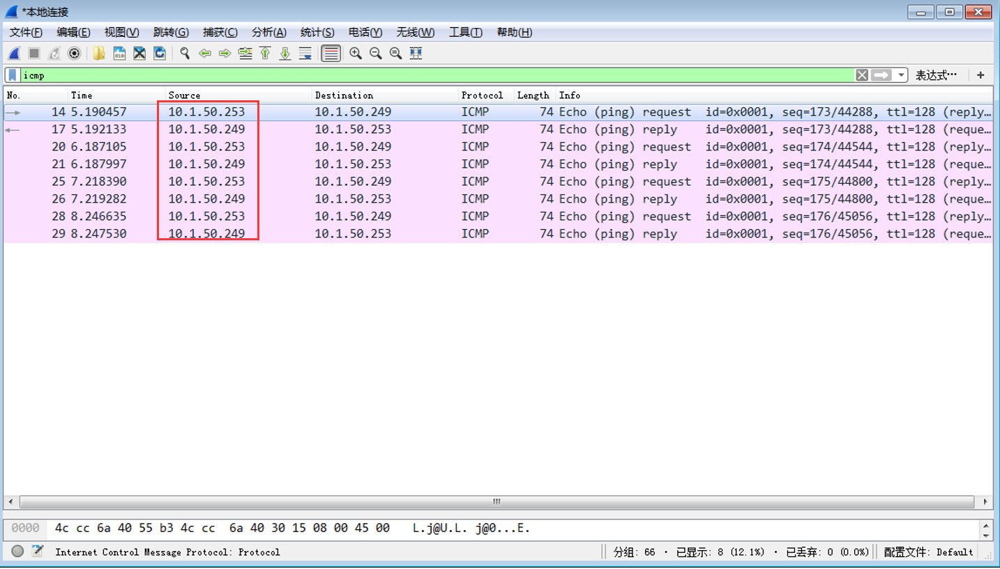 *本地连接
文件(F) 编辑(E) 视图(V) 跳转(G) 捕获(C) 分析(A) 统计(S) 电话(Y) 无线(W) 工具(T) 帮助(H)
icmp 表达式… +
No. Time Source Destination Protocol Length Info
14 5.190457 10.1.50.253 10.1.50.249 ICMP 74 Echo (ping) request id=0x0001, seq=173/44288, ttl=128 (reply…
17 5.192133 10.1.50.249 10.1.50.253 ICMP 74 Echo (ping) reply id=0x0001, seq=173/44288, ttl=128 (reque…
20 6.187105 10.1.50.253 10.1.50.249 ICMP 74 Echo (ping) request id=0x0001, seq=174/44544, ttl=128 (reply…
21 6.187997 10.1.50.249 10.1.50.253 ICMP 74 Echo (ping) reply id=0x0001, seq=174/44544, ttl=128 (reque…
25 7.218390 10.1.50.253 10.1.50.249 ICMP 74 Echo (ping) request id=0x0001, seq=175/44800, ttl=128 (reply…
26 7.219282 10.1.50.249 10.1.50.253 ICMP 74 Echo (ping) reply id=0x0001, seq=175/44800, ttl=128 (reque…
28 8.246635 10.1.50.253 10.1.50.249 ICMP 74 Echo (ping) request id=0x0001, seq=176/45056, ttl=128 (reply…
29 8.247530 10.1.50.249 10.1.50.253 ICMP 74 Echo (ping) reply id=0x0001, seq=176/45056, ttl=128 (reque…
0000 4c cc 6a 40 55 b3 4c cc 6a 40 30 15 08 00 45 00 L.j@U.L. j@0...E.
Internet Control Message Protocol: Protocol 分组: 66 · 已显示: 8 (12.1%) · 已丢弃: 0 (0.0%) 配置文件: Default